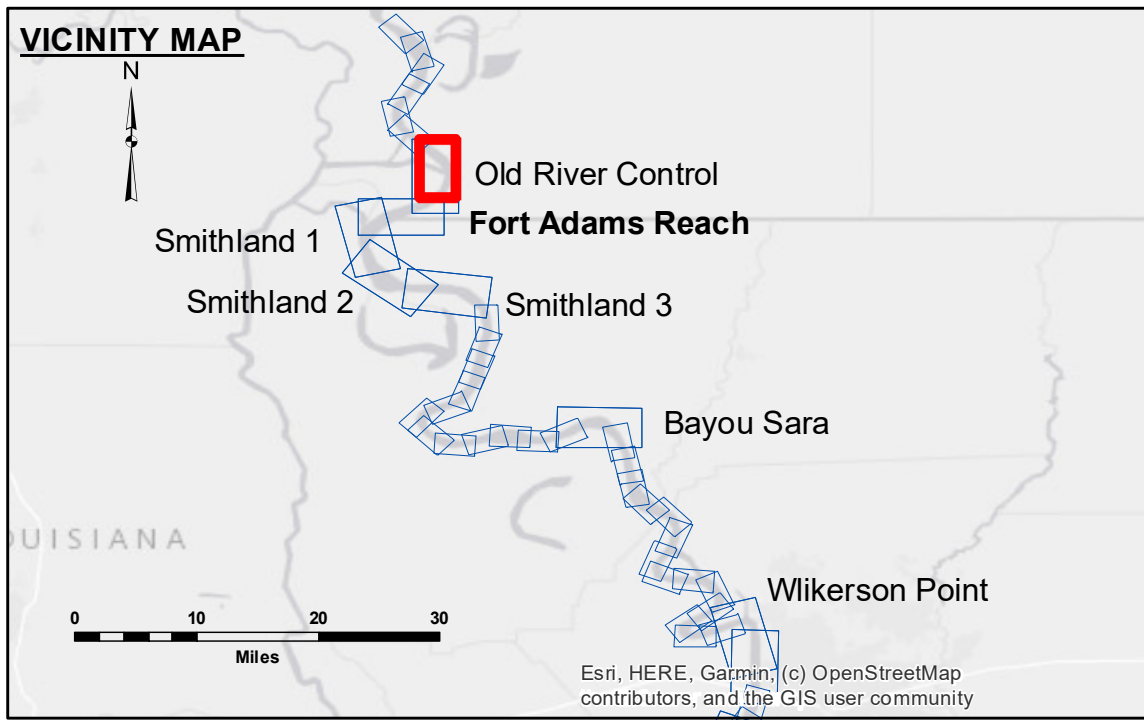 VICINITY MAP
N
Old River Control
Fort Adams Reach
Smithland 1
Smithland 2
Smithland 3
Bayou Sara
OUISIANA
Wlikerson Point
0 10 20 30
Miles
Esri, HERE, Garmin, (c) OpenStreetMap
contributors, and the GIS user community